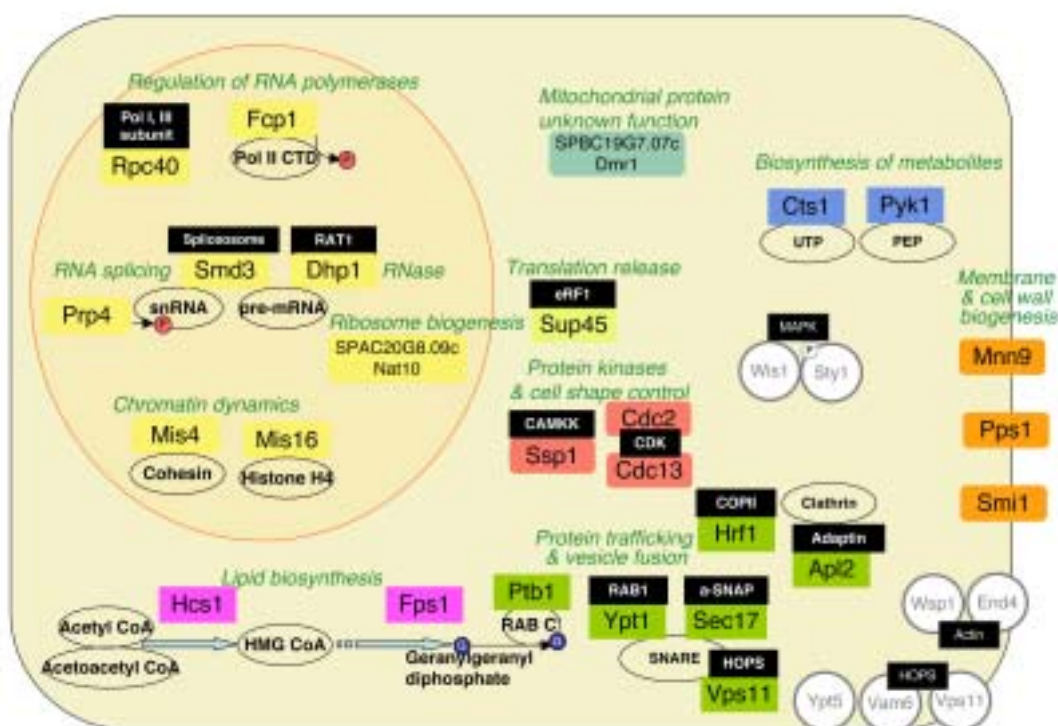 Regulation of RNA polymerases
Pol I, III
subunit
Rpc40
Fcp1
Pol II CTD
P
Mitochondrial protein
unknown function
SPBC19G7.07c
Dmr1
Biosynthesis of metabolites
Cts1
UTP
Pyk1
PEP
RNA splicing
Spliceosome
Smd3
RAT1
Dhp1
RNase
Prp4
snRNA
P
pre-mRNA
Ribosome biogenesis
SPAC20G8.09c
Nat10
Translation release
eRF1
Sup45
Membrane
& cell wall
biogenesis
Mnn9
Pps1
Smi1
MAPK
P
Wis1
Sty1
Protein kinases
& cell shape control
CAMKK
Ssp1
Cdc2
CDK
Cdc13
Chromatin dynamics
Mis4
Cohesin
Mis16
Histone H4
COPII
Hrf1
Clathrin
Adaptin
Apl2
Protein trafficking
& vesicle fusion
Lipid biosynthesis
Hcs1
Fps1
Acetyl CoA
Acetoacetyl CoA
HMG CoA
Geranylgeranyl
diphosphate
Ptb1
RAB C
G
G
RAB1
Ypt1
a-SNAP
Sec17
SNARE
HOPS
Vps11
Wsp1
End4
Actin
HOPS
Ypt5
Vam6
Vps11